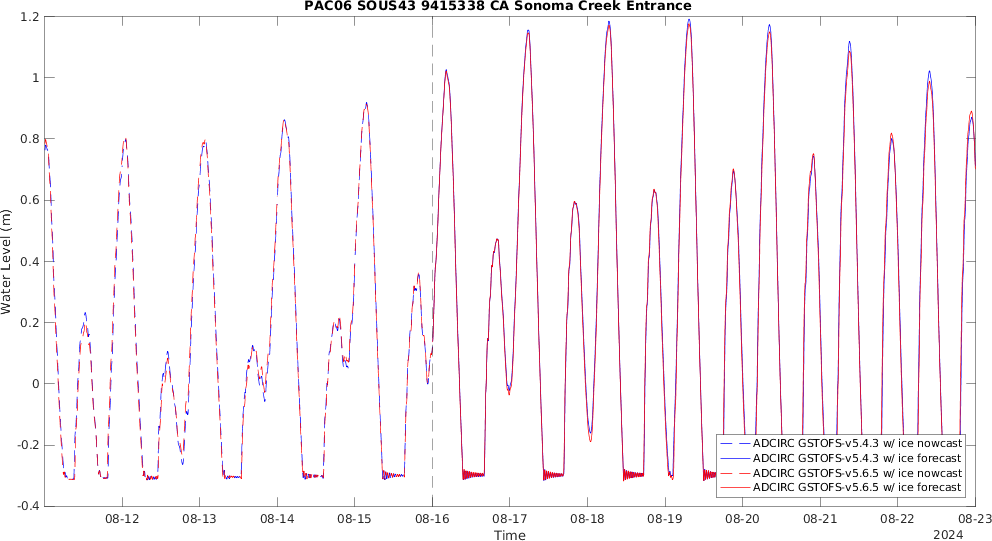 PAC06 SOUS43 9415338 CA Sonoma Creek Entrance
1.2
1
0.8
0.6
0.4
0.2
0
-0.2
-0.4
Water Level (m)
ADCIRC GSTOFS-v5.4.3 w/ ice nowcast
ADCIRC GSTOFS-v5.4.3 w/ ice forecast
ADCIRC GSTOFS-v5.6.5 w/ ice nowcast
ADCIRC GSTOFS-v5.6.5 w/ ice forecast
08-12 08-13 08-14 08-15 08-16 08-17 08-18 08-19 08-20 08-21 08-22 08-23
Time
2024